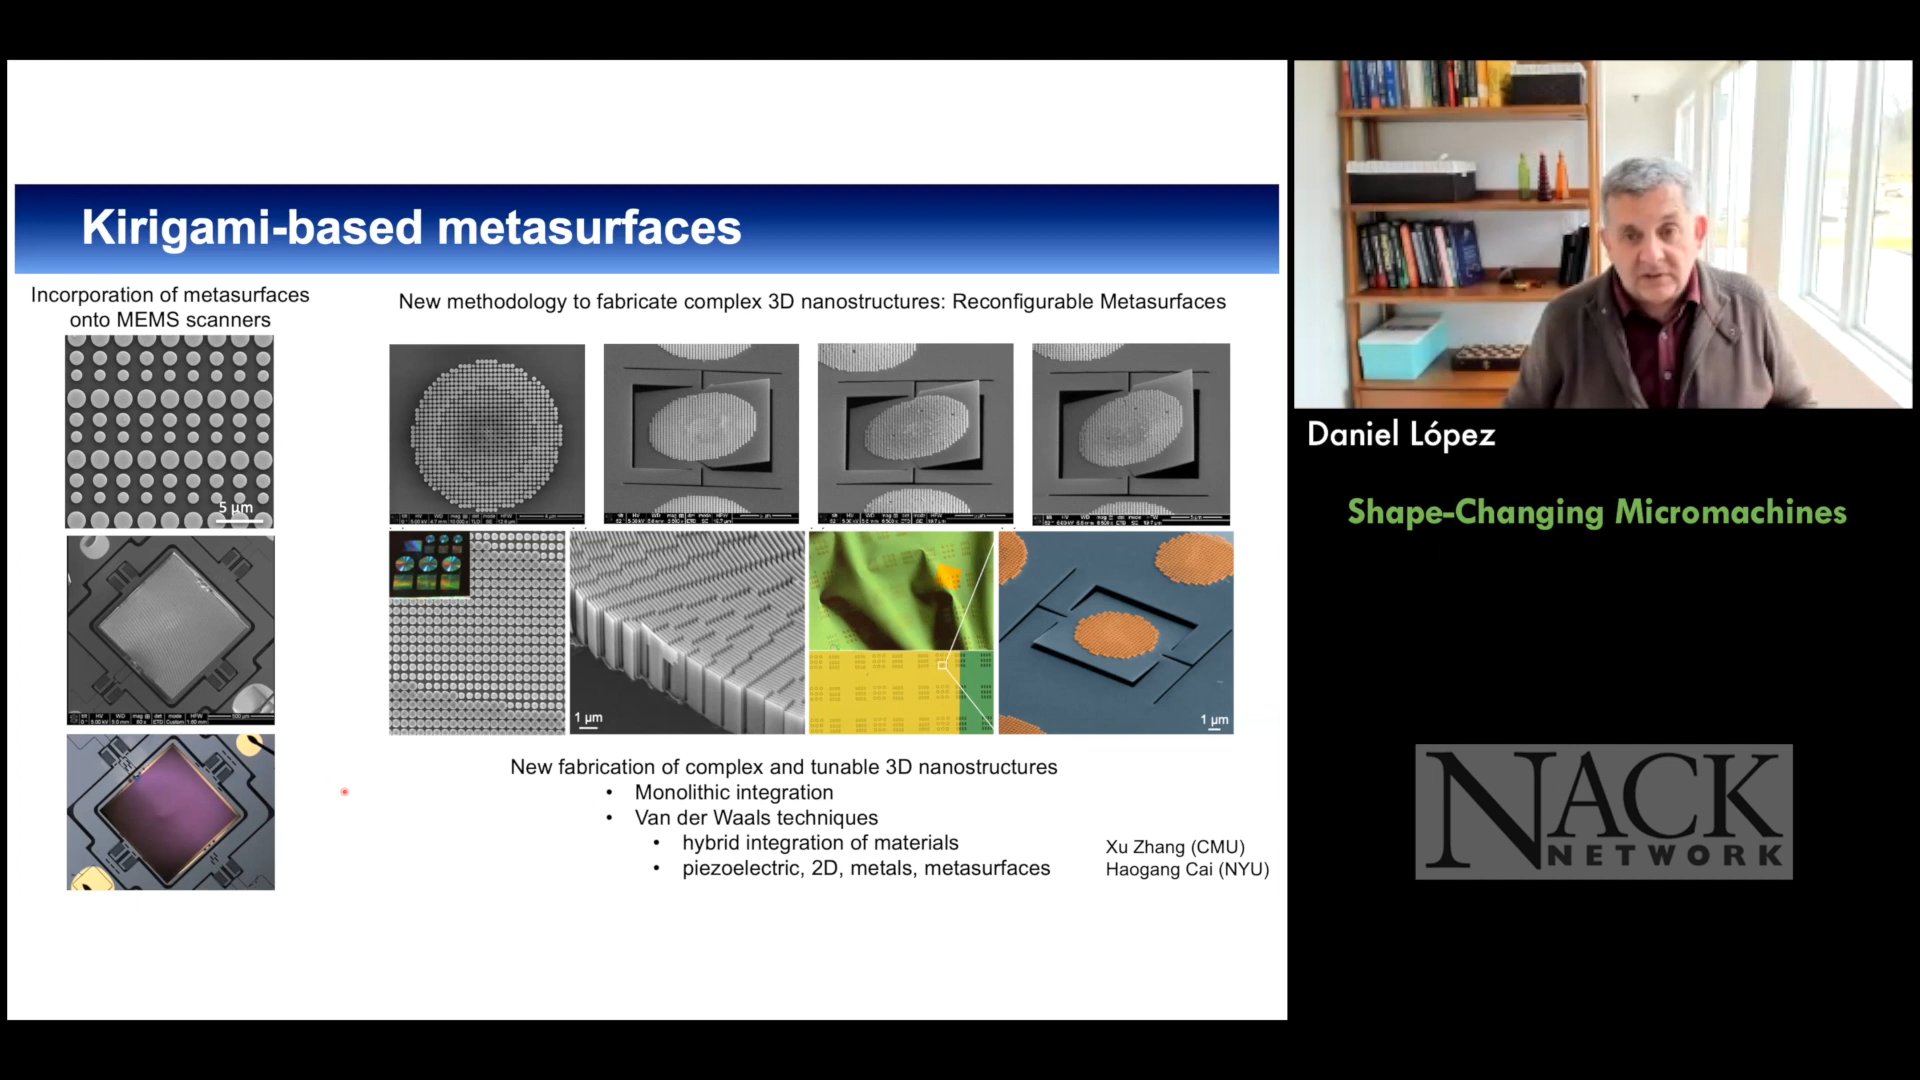 Kirigami-based metasurfaces
Incorporation of metasurfaces
onto MEMS scanners
New methodology to fabricate complex 3D nanostructures: Reconfigurable Metasurfaces
5 µm
1 µm
1 µm
New fabrication of complex and tunable 3D nanostructures
• Monolithic integration
• Van der Waals techniques
• hybrid integration of materials
• piezoelectric, 2D, metals, metasurfaces
Xu Zhang (CMU)
Haogang Cai (NYU)
Daniel López
Shape-Changing Micromachines
NACK
NETWORK